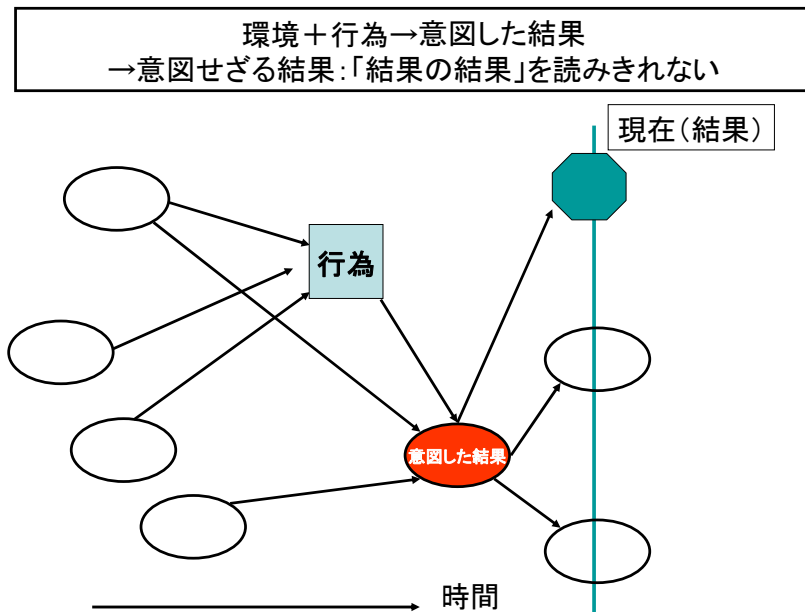 環境＋行為→意図した結果
→意図せざる結果：「結果の結果」を読みきれない
現在（結果）
行為
意図した結果
時間